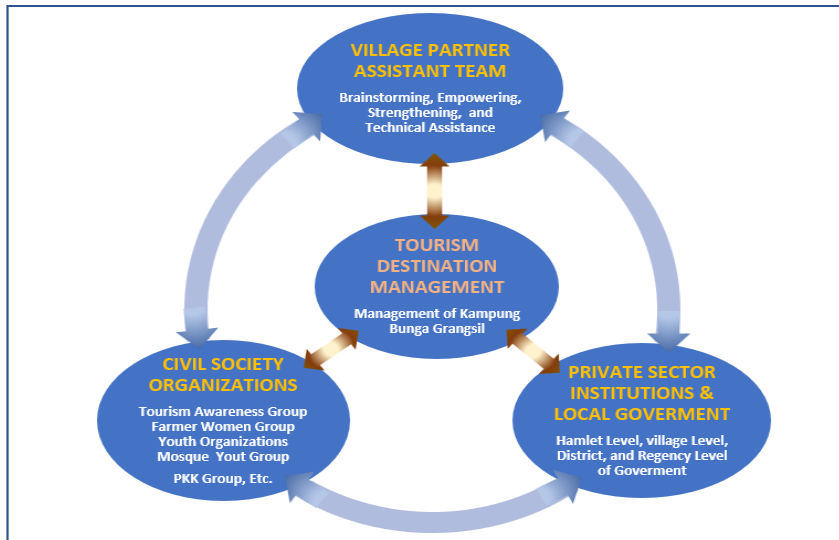 VILLAGE PARTNER
ASSISTANT TEAM
Brainstorming, Empowering,
Strengthening, and
Technical Assistance
TOURISM
DESTINATION
MANAGEMENT
Management of Kampung
Bunga Grangsil
CIVIL SOCIETY
ORGANIZATIONS
Tourism Awareness Group
Farmer Women Group
Youth Organizations
Mosque Yout Group
PKK Group, Etc.
PRIVATE SECTOR
INSTITUTIONS &
LOCAL GOVERMENT
Hamlet Level, village Level,
District, and Regency Level
of Goverment